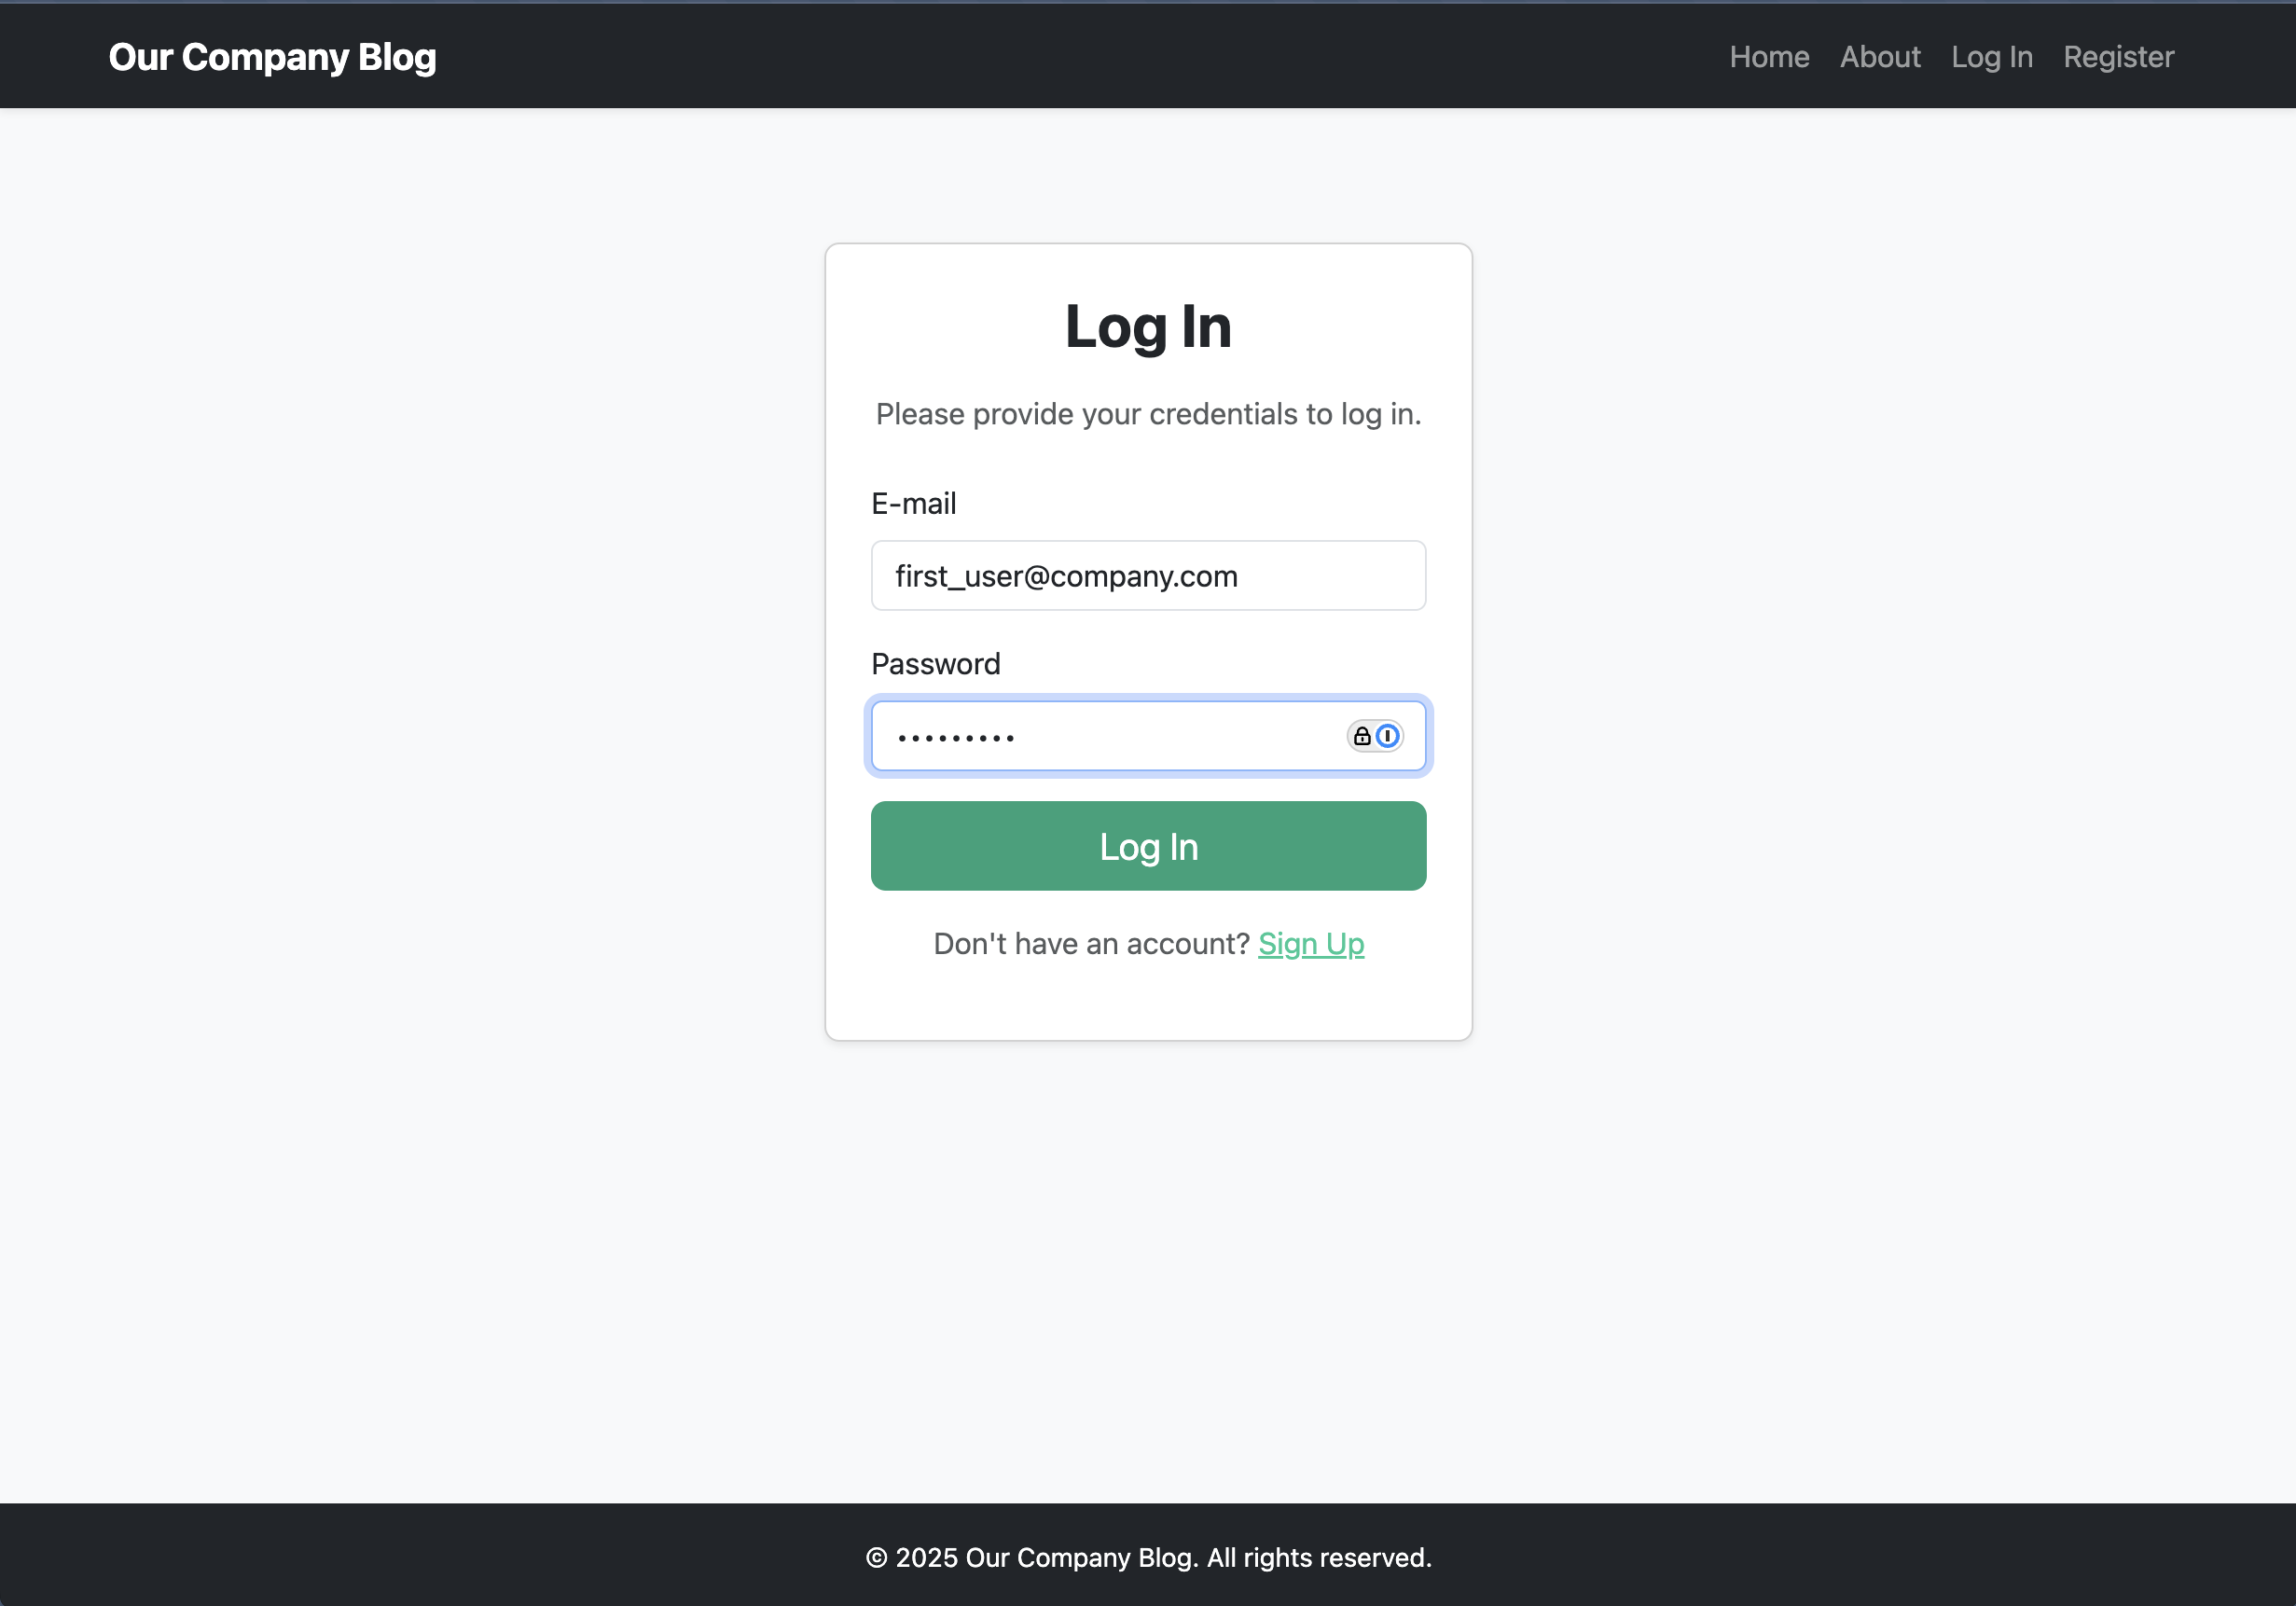 Our Company Blog
Home About Log In Register
Log In
Please provide your credentials to log in.
E-mail
first_user@company.com
Password
•••••••••
Log In
Don't have an account? Sign Up
© 2025 Our Company Blog. All rights reserved.